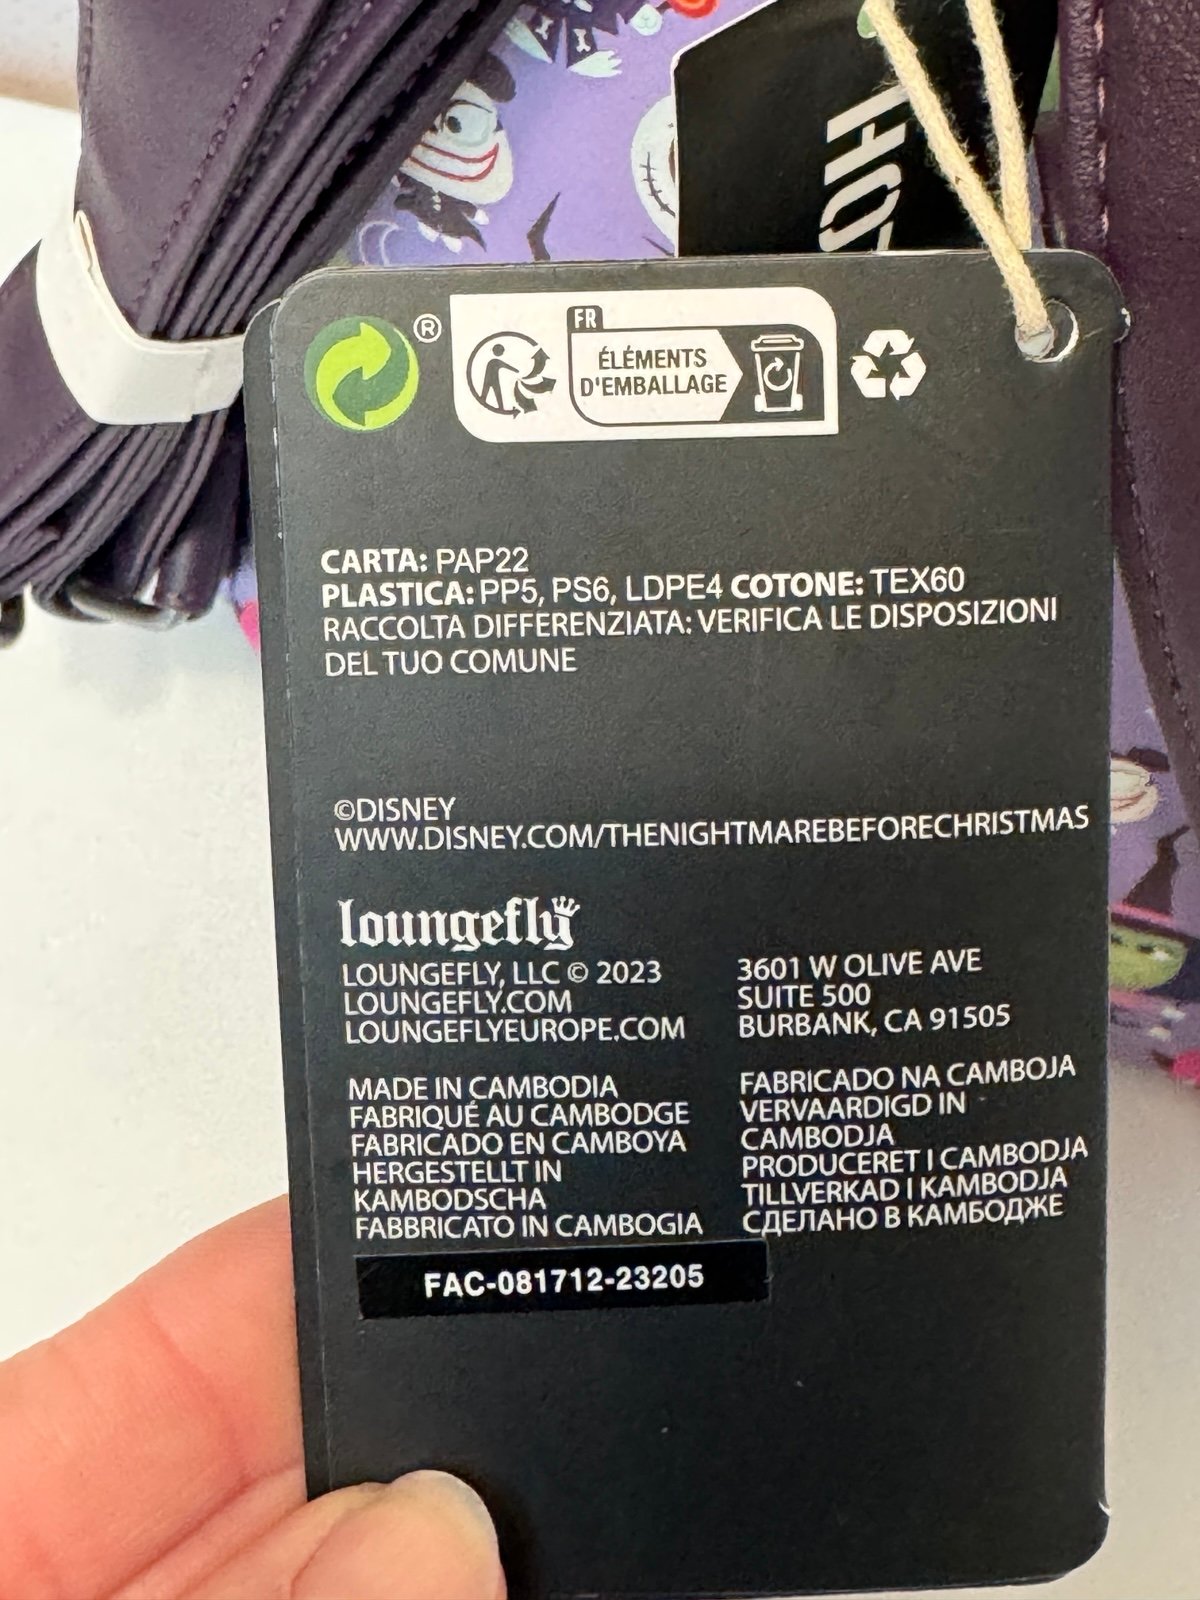 HO
®
FR
ÉLÉMENTS
D'EMBALLAGE
CARTA: PAP22
PLASTICA: PP5, PS6, LDPE4 COTONE: TEX60
RACCOLTA DIFFERENZIATA: VERIFICA LE DISPOSIZIONI
DEL TUO COMUNE
©DISNEY
WWW.DISNEY.COM/THENIGHTMAREBEFORECHRISTMAS
loungefly
LOUNGEFLY, LLC © 2023
LOUNGEFLY.COM
LOUNGEFLYEUROPE.COM
3601 W OLIVE AVE
SUITE 500
BURBANK, CA 91505
MADE IN CAMBODIA
FABRIQUÉ AU CAMBODGE
FABRICADO EN CAMBOYA
HERGESTELLT IN
KAMBODSCHA
FABBRICATO IN CAMBOGIA
FABRICADO NA CAMBOJA
VERVAARDIGD IN
CAMBODJA
PRODUCERET I CAMBODJA
TILLVERKAD I KAMBODJA
СДЕЛАНО В КАМБОДЖЕ
FAC-081712-23205